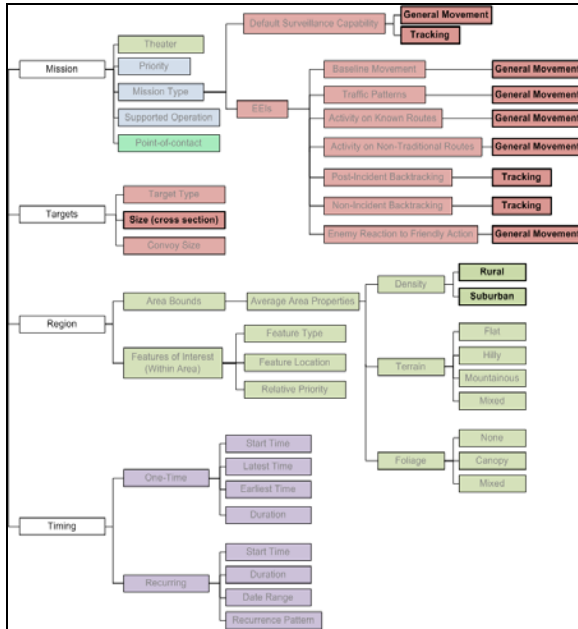 Mission
Theater
Priority
Mission Type
Supported Operation
Point-of-contact
Default Surveillance Capability
General Movement
Tracking
EEIs
Baseline Movement
General Movement
Traffic Patterns
General Movement
Activity on Known Routes
General Movement
Activity on Non-Traditional Routes
General Movement
Post-Incident Backtracking
Tracking
Non-Incident Backtracking
Tracking
Enemy Reaction to Friendly Action
General Movement
Targets
Target Type
Size (cross section)
Convoy Size
Region
Area Bounds
Average Area Properties
Density
Rural
Suburban
Terrain
Flat
Hilly
Mountainous
Mixed
Foliage
None
Canopy
Mixed
Features of Interest
(Within Area)
Feature Type
Feature Location
Relative Priority
Timing
One-Time
Start Time
Latest Time
Earliest Time
Duration
Recurring
Start Time
Duration
Date Range
Recurrence Pattern